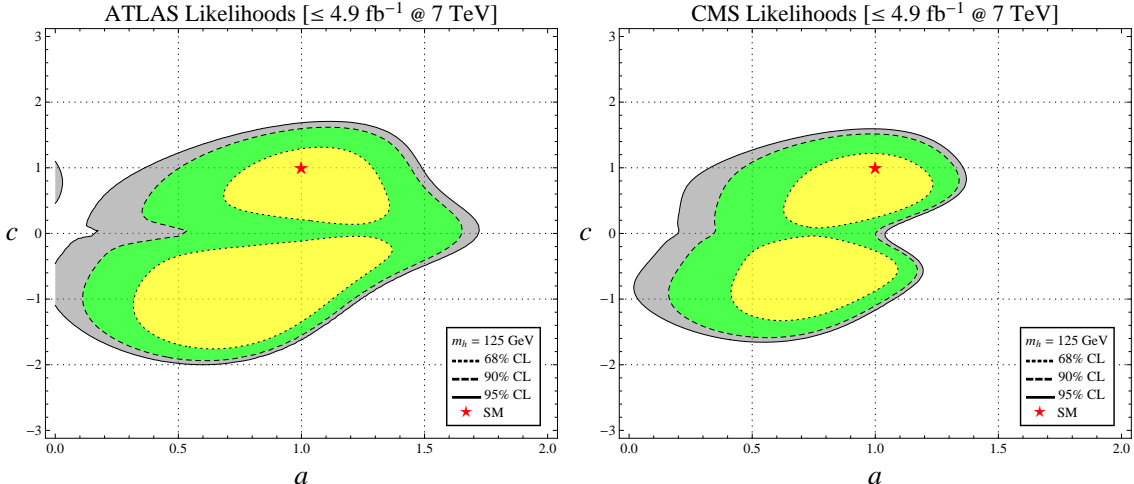 ATLAS Likelihoods [≤ 4.9 fb⁻¹ @ 7 TeV]
3
2
1
c 0
−1
−2
−3
0.0 0.5 1.0 1.5 2.0
a
m_h = 125 GeV
68% CL
90% CL
95% CL
SM
CMS Likelihoods [≤ 4.9 fb⁻¹ @ 7 TeV]
3
2
1
c 0
−1
−2
−3
0.0 0.5 1.0 1.5 2.0
a
m_h = 125 GeV
68% CL
90% CL
95% CL
SM